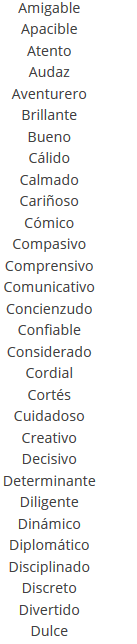 Amigable
Apacible
Atento
Audaz
Aventurero
Brillante
Bueno
Cálido
Calmado
Cariñoso
Cómico
Compasivo
Comprensivo
Comunicativo
Concienzudo
Confiable
Considerado
Cordial
Cortés
Cuidadoso
Creativo
Decisivo
Determinante
Diligente
Dinámico
Diplomático
Disciplinado
Discreto
Divertido
Dulce